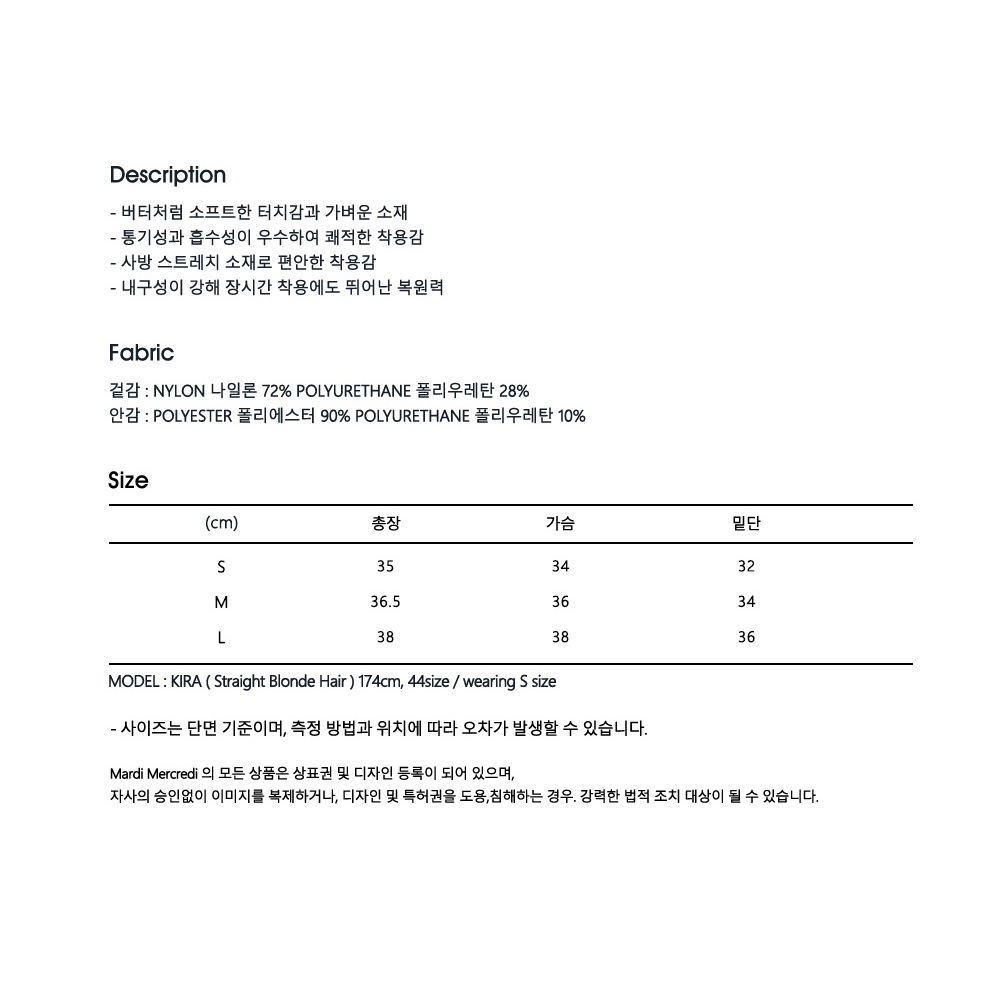 Description
- 버터처럼 소프트한 터치감과 가벼운 소재
- 통기성과 흡수성이 우수하여 쾌적한 착용감
- 사방 스트레치 소재로 편안한 착용감
- 내구성이 강해 장시간 착용에도 뛰어난 복원력
Fabric
겉감 : NYLON 나일론 72% POLYURETHANE 폴리우레탄 28%
안감 : POLYESTER 폴리에스터 90% POLYURETHANE 폴리우레탄 10%
Size
(cm) 총장 가슴 밑단
S 35 34 32
M 36.5 36 34
L 38 38 36
MODEL : KIRA ( Straight Blonde Hair ) 174cm, 44size / wearing S size
- 사이즈는 단면 기준이며, 측정 방법과 위치에 따라 오차가 발생할 수 있습니다.
Mardi Mercredi 의 모든 상품은 상표권 및 디자인 등록이 되어 있으며,
자사의 승인없이 이미지를 복제하거나, 디자인 및 특허권을 도용,침해하는 경우. 강력한 법적 조치 대상이 될 수 있습니다.